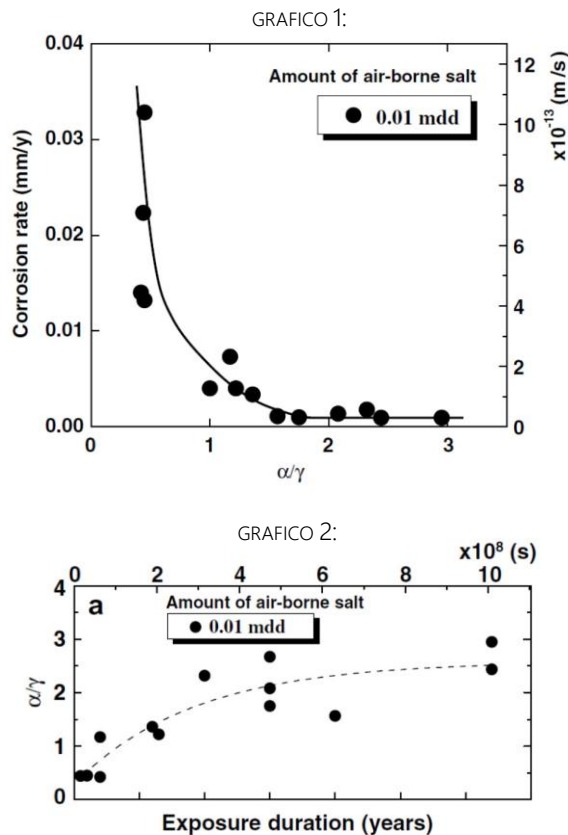 GRAFICO 1:
0.04
0.03
0.02
0.01
0.00
Corrosion rate (mm/y)
Amount of air-borne salt
0.01 mdd
12
10
8
6
4
2
0
x10⁻¹³ (m/s)
0 1 2 3
α/γ
GRAFICO 2:
x10⁸ (s)
0 2 4 6 8 10
4
3
2
1
0
α/γ
a
Amount of air-borne salt
0.01 mdd
Exposure duration (years)